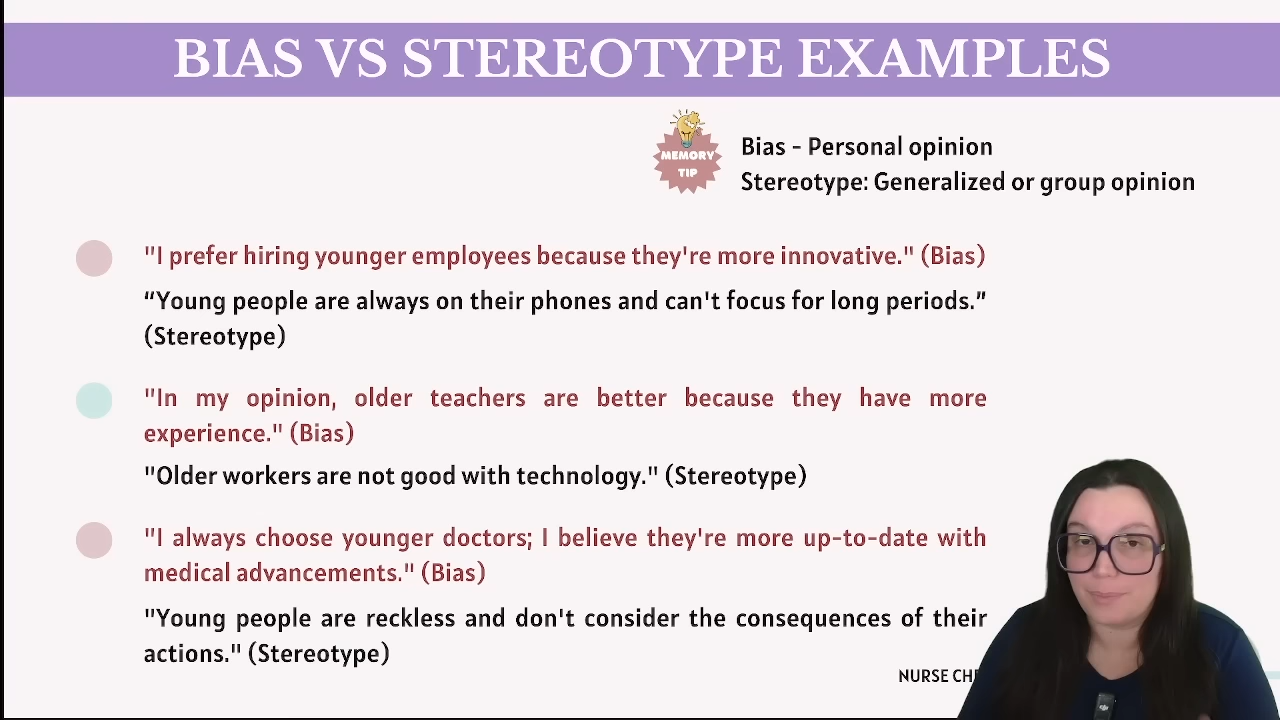 BIAS VS STEREOTYPE EXAMPLES
MEMORY
TIP
Bias - Personal opinion
Stereotype: Generalized or group opinion
"I prefer hiring younger employees because they're more innovative." (Bias)
“Young people are always on their phones and can't focus for long periods.”
(Stereotype)
"In my opinion, older teachers are better because they have more
experience." (Bias)
"Older workers are not good with technology." (Stereotype)
"I always choose younger doctors; I believe they're more up-to-date with
medical advancements." (Bias)
"Young people are reckless and don't consider the consequences of their
actions." (Stereotype)
NURSE